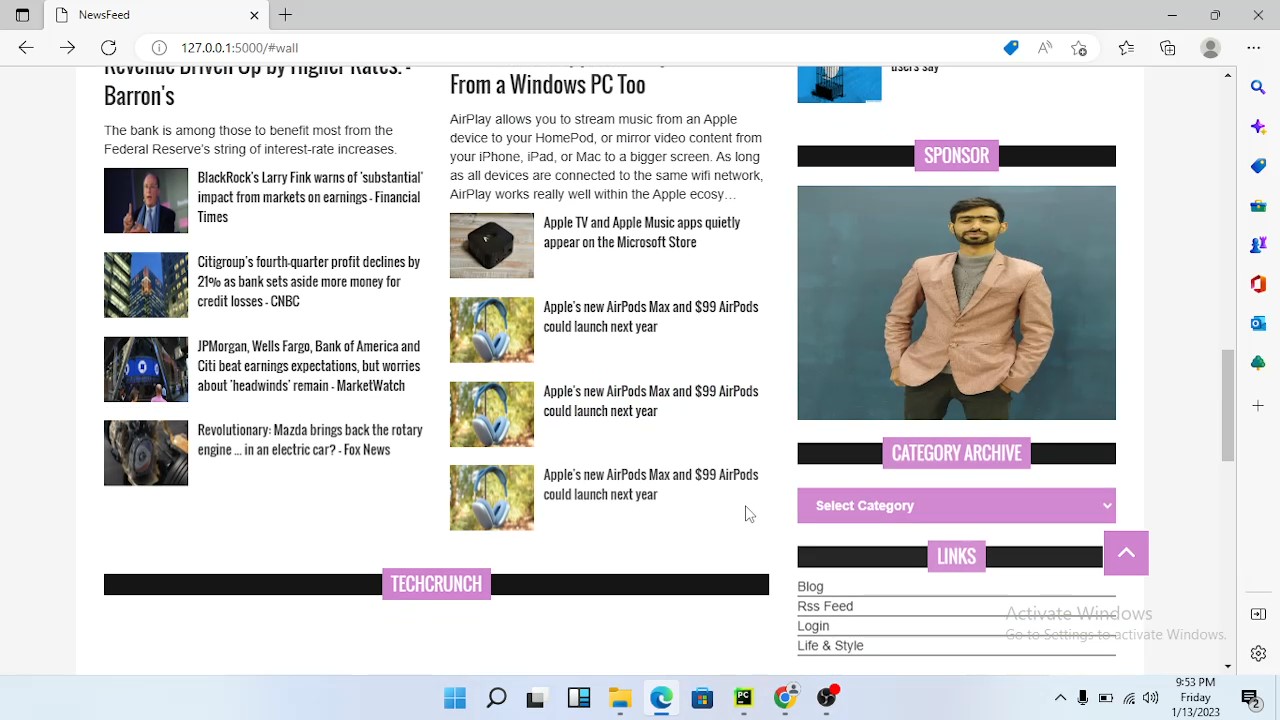 News
127.0.0.1:5000/#wall
Revenue Driven Up by Higher Rates. -
Barron's
The bank is among those to benefit most from the
Federal Reserve's string of interest-rate increases.
BlackRock's Larry Fink warns of 'substantial'
impact from markets on earnings - Financial
Times
Citigroup's fourth-quarter profit declines by
21% as bank sets aside more money for
credit losses - CNBC
JPMorgan, Wells Fargo, Bank of America and
Citi beat earnings expectations, but worries
about 'headwinds' remain - MarketWatch
Revolutionary: Mazda brings back the rotary
engine ... in an electric car? - Fox News
From a Windows PC Too
AirPlay allows you to stream music from an Apple
device to your HomePod, or mirror video content from
your iPhone, iPad, or Mac to a bigger screen. As long
as all devices are connected to the same wifi network,
AirPlay works really well within the Apple ecosy…
Apple TV and Apple Music apps quietly
appear on the Microsoft Store
Apple's new AirPods Max and $99 AirPods
could launch next year
Apple's new AirPods Max and $99 AirPods
could launch next year
Apple's new AirPods Max and $99 AirPods
could launch next year
TECHCRUNCH
users say
SPONSOR
CATEGORY ARCHIVE
Select Category
LINKS
Blog
Rss Feed
Login
Life & Style
Activate Windows
Go to Settings to activate Windows.
PC
9:53 PM
Friday
1/13/2023
2